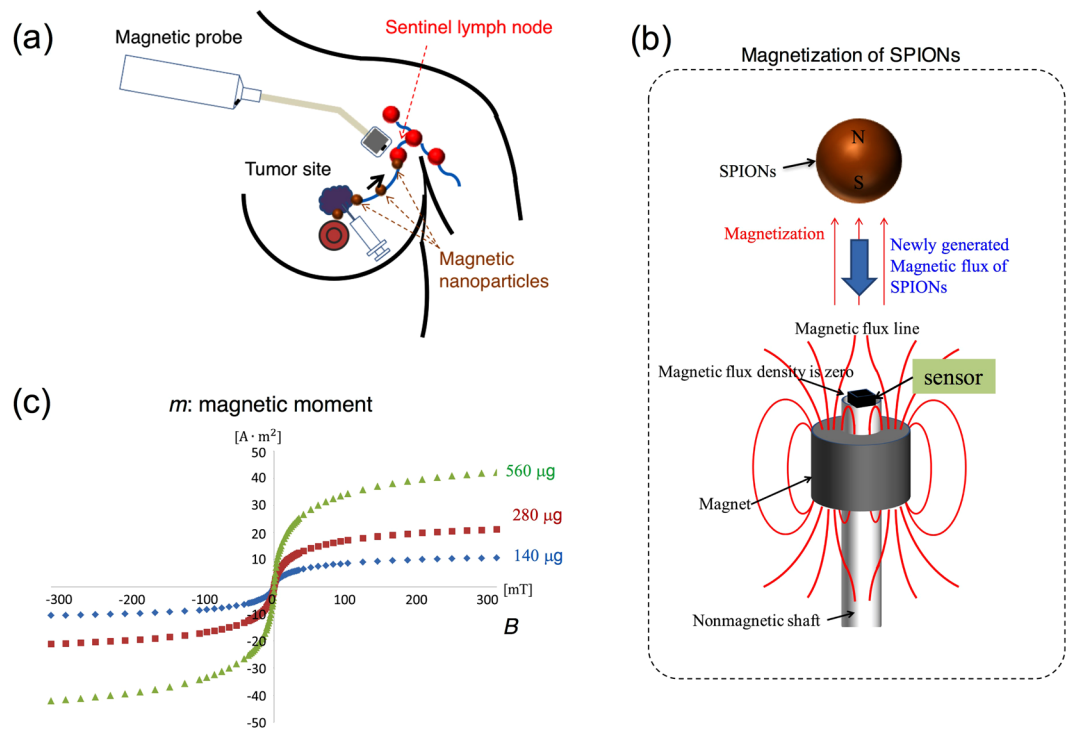 (a)
Magnetic probe
Sentinel lymph node
Tumor site
Magnetic
nanoparticles
(b)
Magnetization of SPIONs
N
SPIONs
S
Magnetization
Newly generated
Magnetic flux of
SPIONs
Magnetic flux line
Magnetic flux density is zero
sensor
Magnet
Nonmagnetic shaft
(c)
m: magnetic moment
[A · m²]
50
40
30
20
10
0
-10
-20
-30
-40
-50
-300
-200
-100
100
200
300
[mT]
B
560 µg
280 µg
140 µg